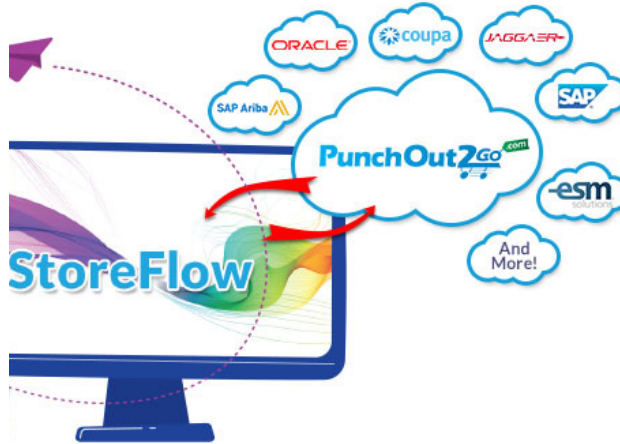 ORACLE
coupa
JAGGAER
SAP Ariba
SAP
PunchOut2Go.com
esm
solutions
And
More!
StoreFlow